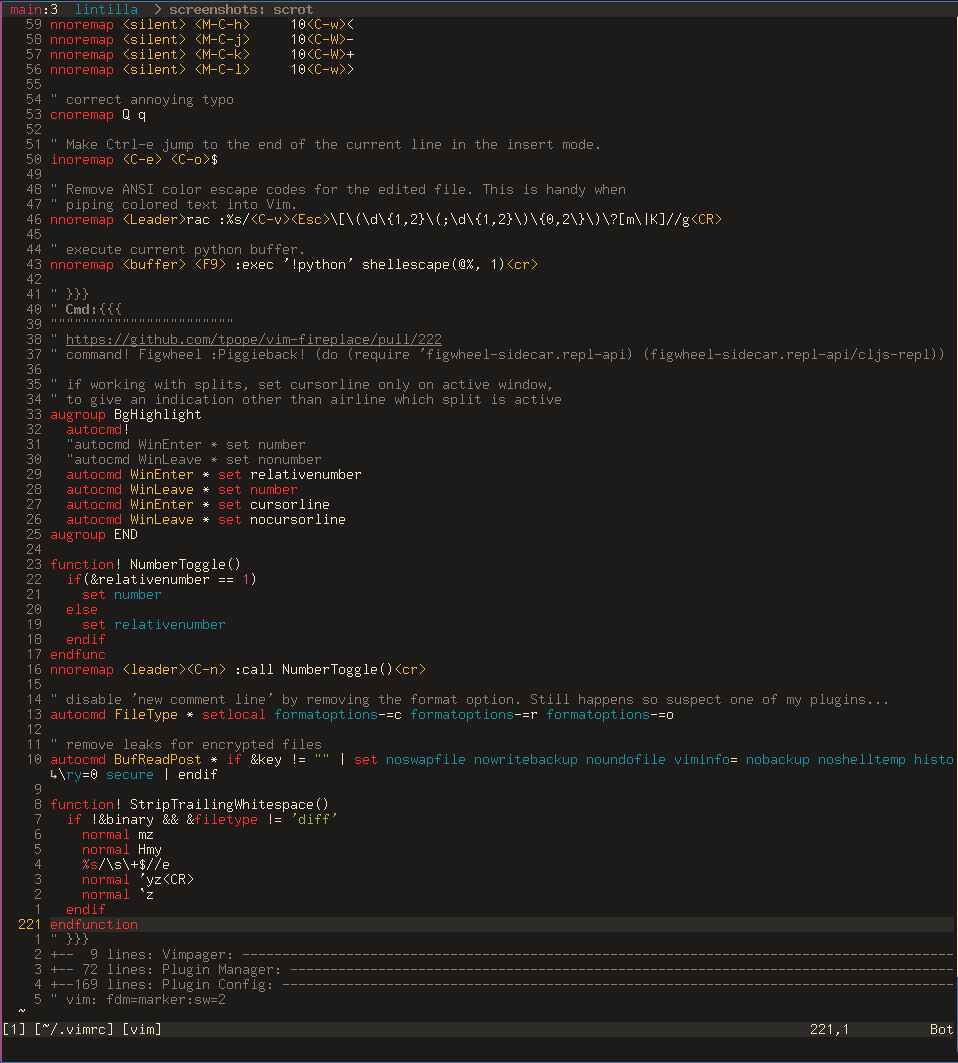 main:3 lintilla > screenshots: scrot
59 nnoremap <silent> <M-C-h>     10<C-w><
58 nnoremap <silent> <M-C-j>     10<C-W>-
57 nnoremap <silent> <M-C-k>     10<C-W>+
56 nnoremap <silent> <M-C-l>     10<C-w>>
55
54 " correct annoying typo
53 cnoremap Q q
52
51 " Make Ctrl-e jump to the end of the current line in the insert mode.
50 inoremap <C-e> <C-o>$
49
48 " Remove ANSI color escape codes for the edited file. This is handy when
47 " piping colored text into Vim.
46 nnoremap <Leader>rac :%s/<C-v><Esc>\[\(\d\{1,2}\(;\d\{1,2}\)\{0,2\}\)\?[m\|K]//g<CR>
45
44 " execute current python buffer.
43 nnoremap <buffer> <F9> :exec '!python' shellescape(@%, 1)<cr>
42
41 " }}}
40 " Cmd:{{{
39 """""""""""""""""""""""
38 " https://github.com/tpope/vim-fireplace/pull/222
37 " command! Figwheel :Piggieback! (do (require 'figwheel-sidecar.repl-api) (figwheel-sidecar.repl-api/cljs-repl))
36
35 " if working with splits, set cursorline only on active window,
34 " to give an indication other than airline which split is active
33 augroup BgHighlight
32   autocmd!
31   "autocmd WinEnter * set number
30   "autocmd WinLeave * set nonumber
29   autocmd WinEnter * set relativenumber
28   autocmd WinLeave * set number
27   autocmd WinEnter * set cursorline
26   autocmd WinLeave * set nocursorline
25 augroup END
24
23 function! NumberToggle()
22   if(&relativenumber == 1)
21     set number
20   else
19     set relativenumber
18   endif
17 endfunc
16 nnoremap <leader><C-n> :call NumberToggle()<cr>
15
14 " disable 'new comment line' by removing the format option. Still happens so suspect one of my plugins...
13 autocmd FileType * setlocal formatoptions-=c formatoptions-=r formatoptions-=o
12
11 " remove leaks for encrypted files
10 autocmd BufReadPost * if &key != "" | set noswapfile nowritebackup noundofile viminfo= nobackup noshelltemp histo
↳\ry=0 secure | endif
9
8 function! StripTrailingWhitespace()
7   if !&binary && &filetype != 'diff'
6     normal mz
5     normal Hmy
4     %s/\s\+$//e
3     normal 'yz<CR>
2     normal `z
1   endif
221 endfunction
1 " }}}
2 +--  9 lines: Vimpager: -------------------------------------------------------------------------------------
3 +-- 72 lines: Plugin Manager: -------------------------------------------------------------------------------
4 +--169 lines: Plugin Config: --------------------------------------------------------------------------------
5 " vim: fdm=marker:sw=2
~
[1] [~/.vimrc] [vim] 221,1 Bot